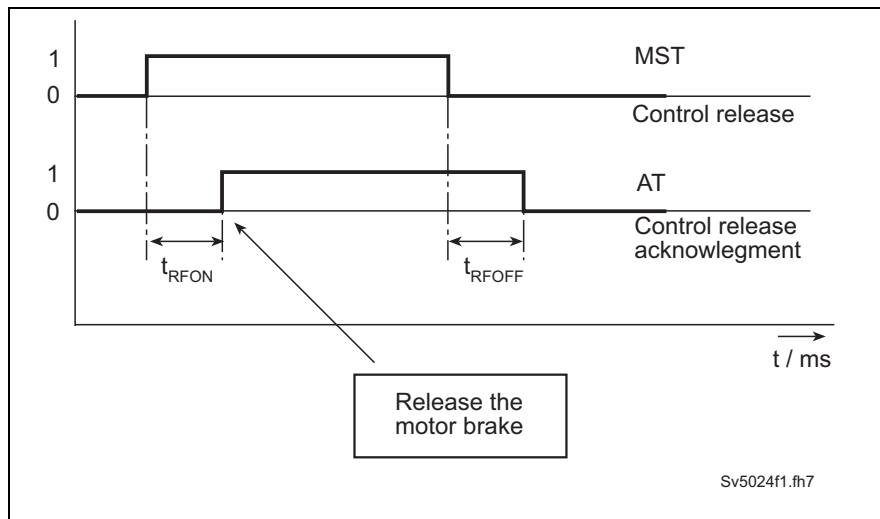 1
0
MST
Control release
1
0
AT
Control release
acknowlegment
tRFON
tRFOFF
t / ms
Release the
motor brake
Sv5024f1.fh7